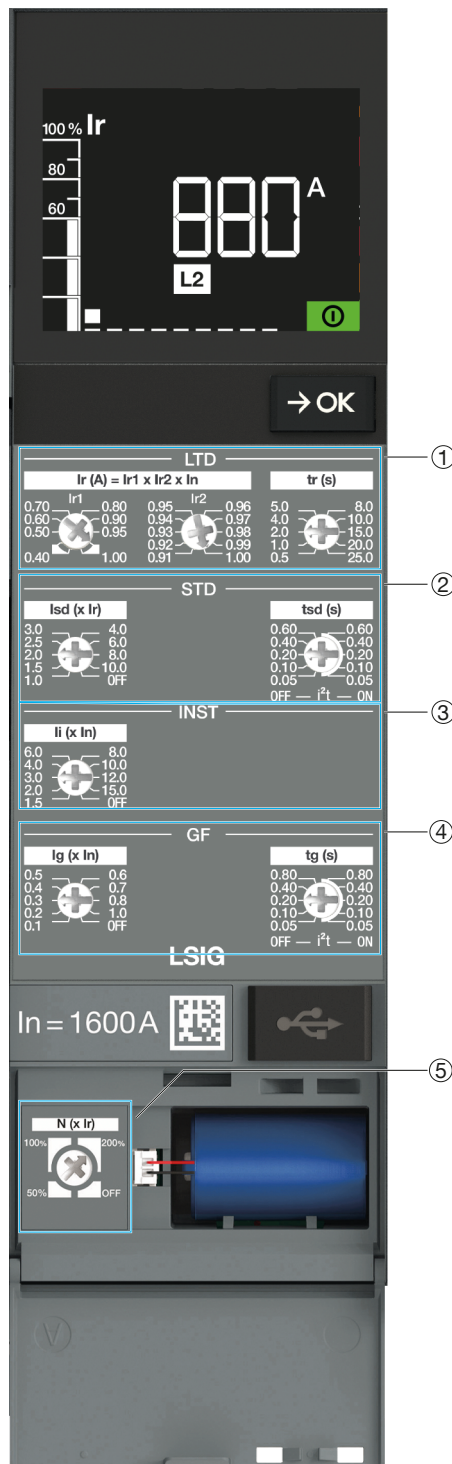 100 % Ir
80
60
880 A
L2
→ OK
①
LTD
Ir (A) = Ir1 x Ir2 x In
tr (s)
Ir1
Ir2
0.70 0.80 0.95 0.96 5.0 8.0
0.60 0.90 0.94 0.97 4.0 10.0
0.50 0.95 0.93 0.98 2.0 15.0
0.92 0.99 1.0 20.0
0.40 1.00 0.91 1.00 0.5 25.0
②
STD
Isd (x Ir) tsd (s)
3.0 4.0 0.60 0.60
2.5 6.0 0.40 0.40
2.0 8.0 0.20 0.20
1.5 10.0 0.10 0.10
1.0 OFF 0.05 0.05
OFF — i²t — ON
③
INST
Ii (x In)
6.0 8.0
4.0 10.0
3.0 12.0
2.0 15.0
1.5 OFF
④
GF
Ig (x In) tg (s)
0.5 0.6 0.80 0.80
0.4 0.7 0.40 0.40
0.3 0.8 0.20 0.20
0.2 1.0 0.10 0.10
0.1 OFF 0.05 0.05
OFF — i²t — ON
LSIG
In = 1600 A
⑤
N (x Ir)
100% 200%
50% OFF
V